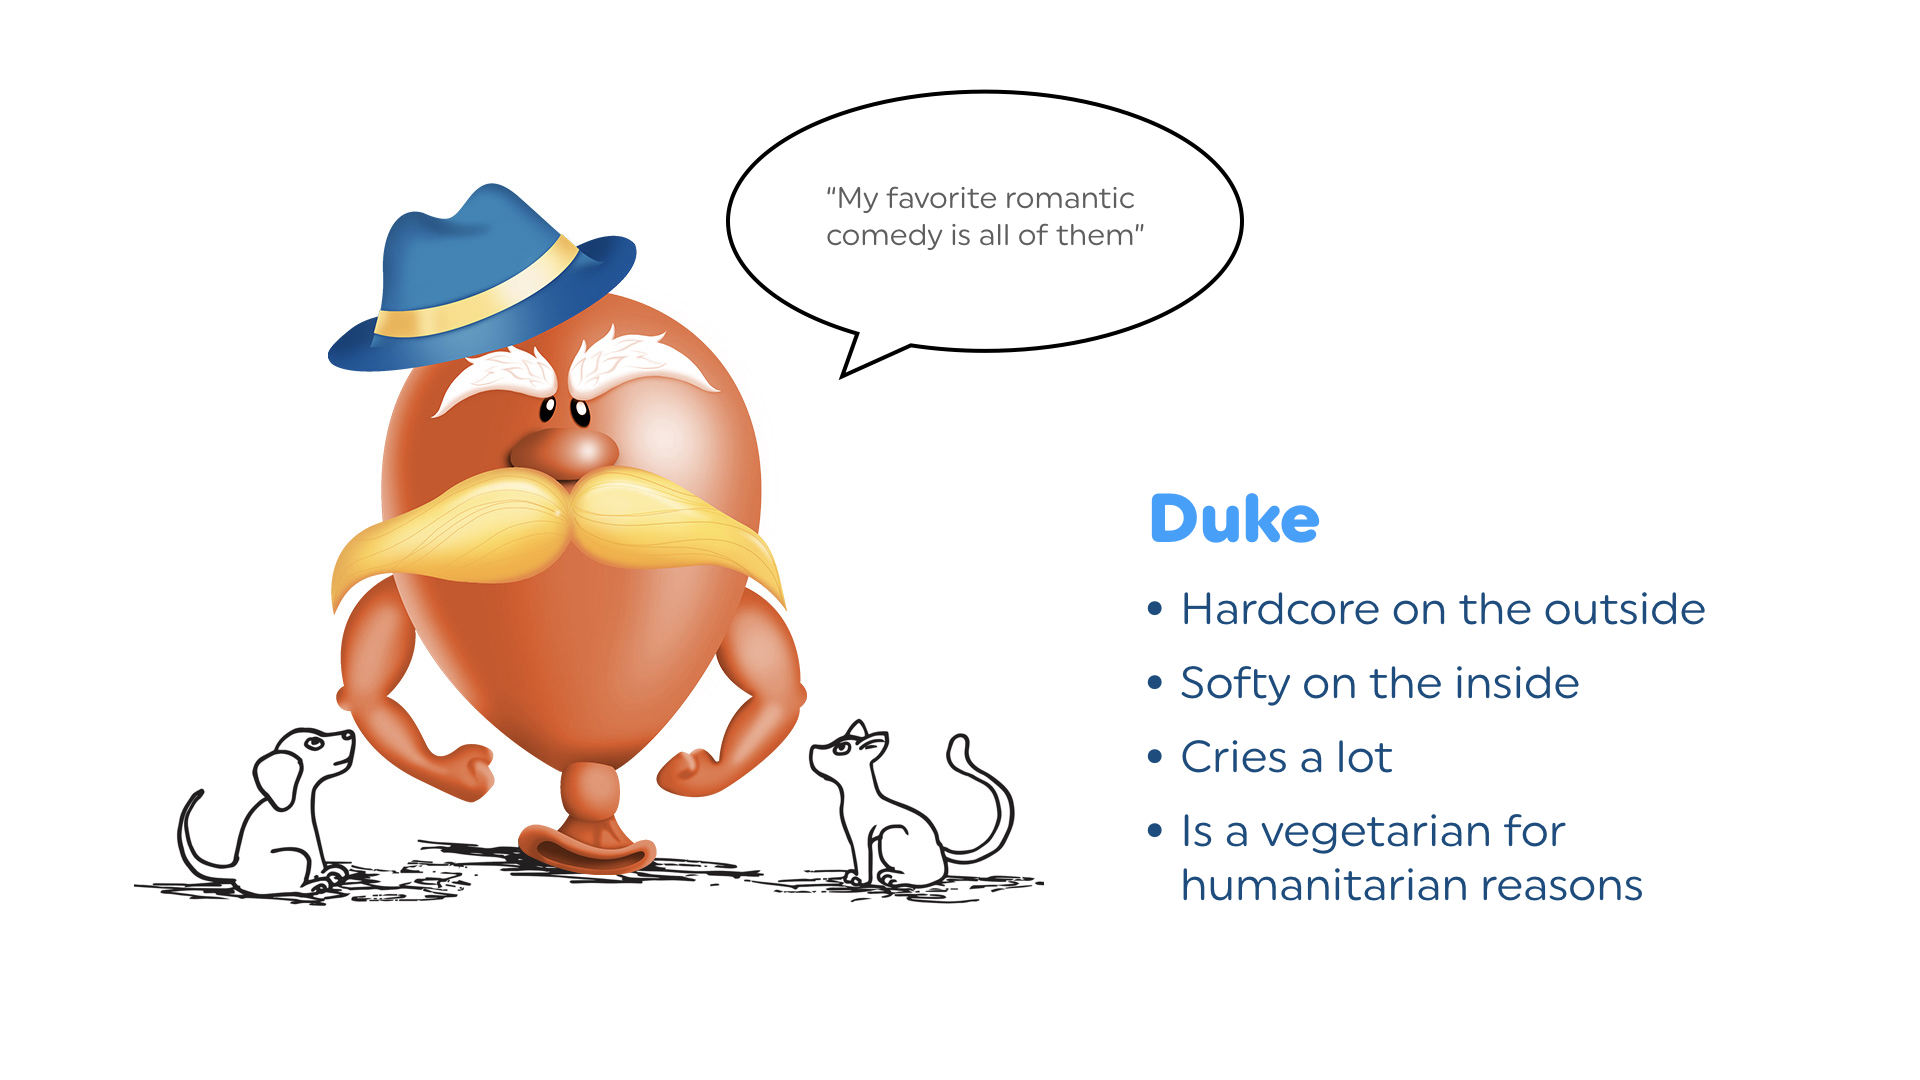 "My favorite romantic
comedy is all of them"
Duke
• Hardcore on the outside
• Softy on the inside
• Cries a lot
• Is a vegetarian for
humanitarian reasons